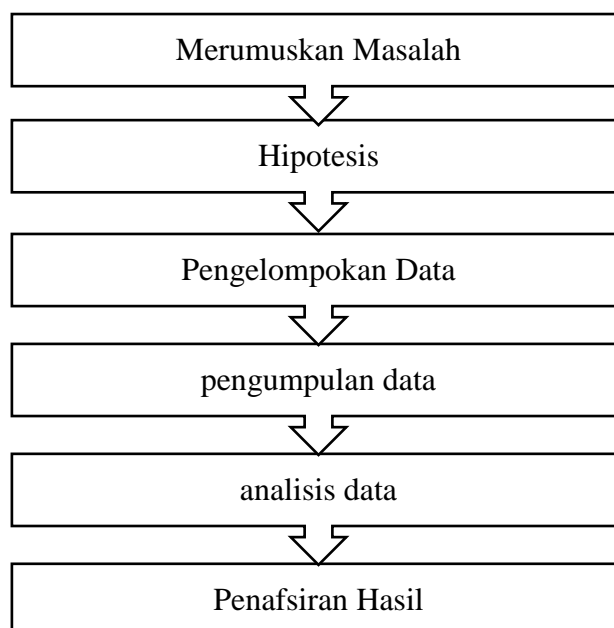 Merumuskan Masalah
Hipotesis
Pengelompokan Data
pengumpulan data
analisis data
Penafsiran Hasil